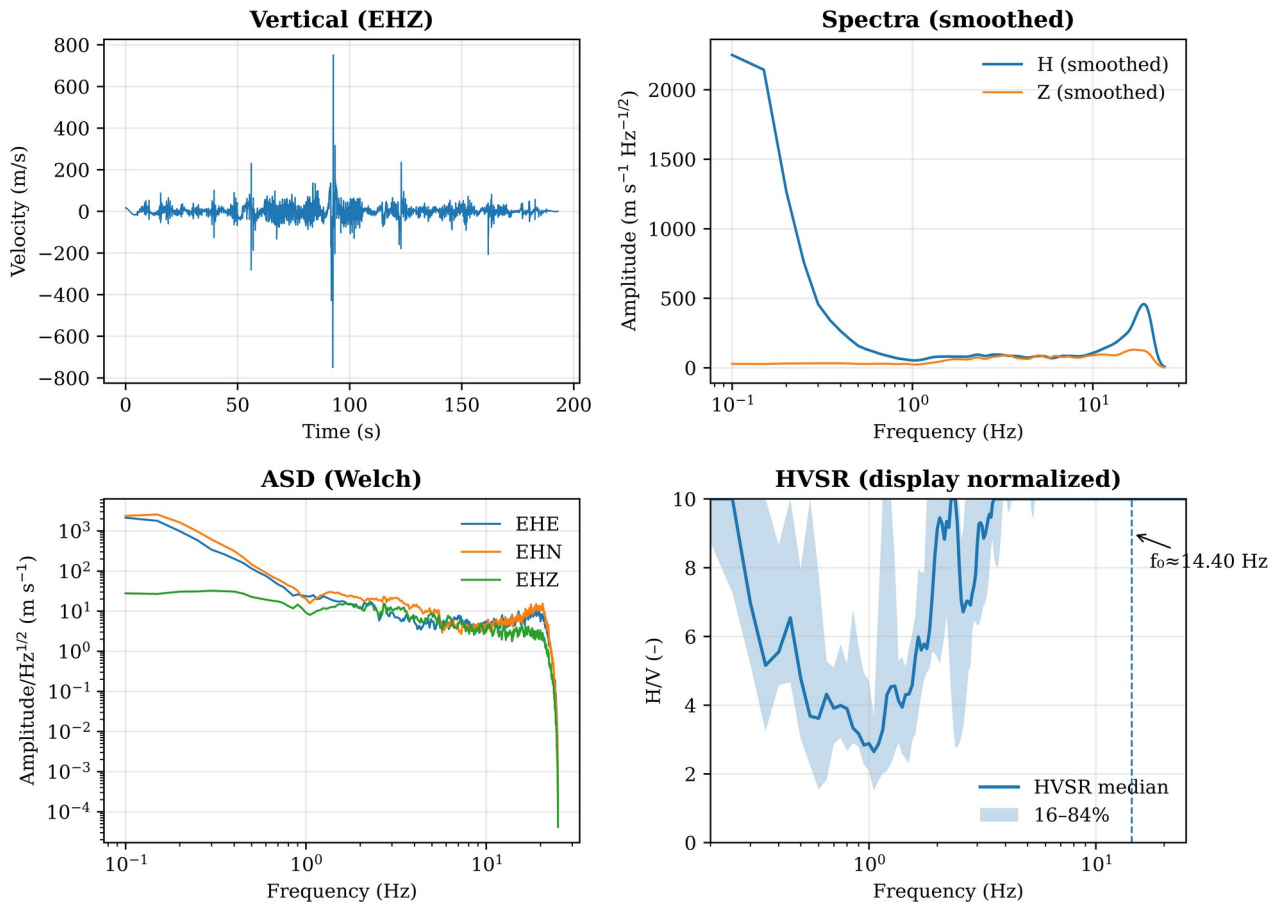 Vertical (EHZ)
Velocity (m/s)
800
600
400
200
0
−200
−400
−600
−800
0
50
100
150
200
Time (s)
Spectra (smoothed)
Amplitude (m s⁻¹ Hz⁻¹ᐟ²)
2000
1500
1000
500
0
H (smoothed)
Z (smoothed)
10⁻¹
10⁰
10¹
Frequency (Hz)
ASD (Welch)
Amplitude/Hz¹ᐟ² (m s⁻¹)
10³
10²
10¹
10⁰
10⁻¹
10⁻²
10⁻³
10⁻⁴
EHE
EHN
EHZ
10⁻¹
10⁰
10¹
Frequency (Hz)
HVSR (display normalized)
H/V (–)
10
8
6
4
2
0
f₀≈14.40 Hz
HVSR median
16–84%
10⁰
10¹
Frequency (Hz)